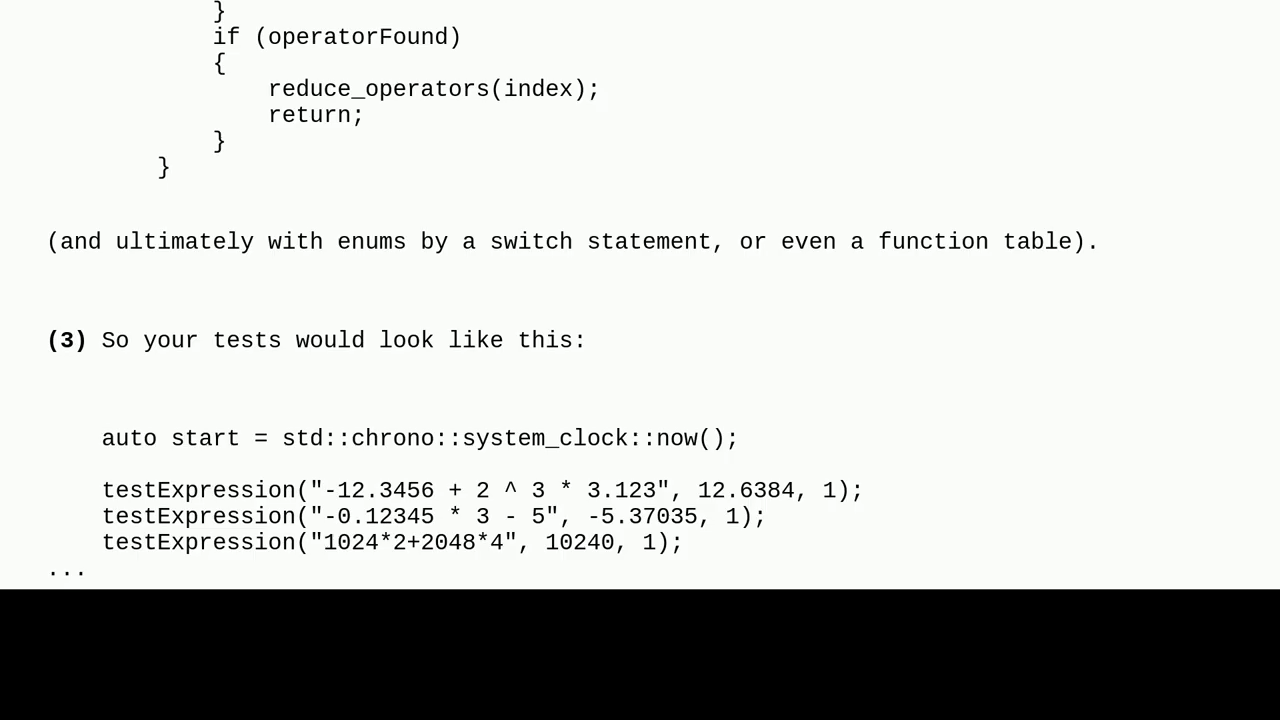 }
if (operatorFound)
{
reduce_operators(index);
return;
}
}
(and ultimately with enums by a switch statement, or even a function table).
(3) So your tests would look like this:
auto start = std::chrono::system_clock::now();
testExpression("-12.3456 + 2 ^ 3 * 3.123", 12.6384, 1);
testExpression("-0.12345 * 3 - 5", -5.37035, 1);
testExpression("1024*2+2048*4", 10240, 1);
...